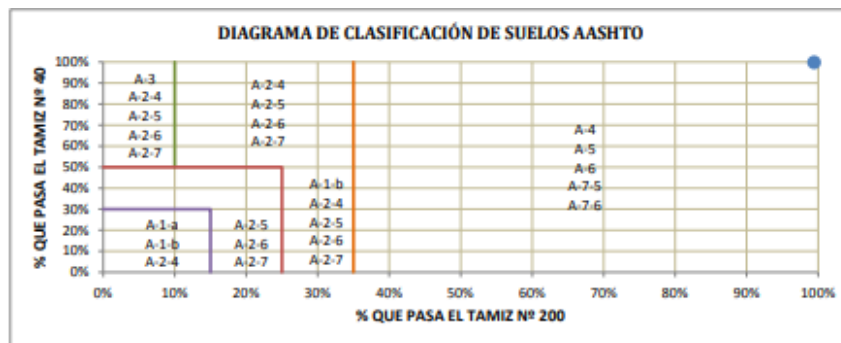 DIAGRAMA DE CLASIFICACIÓN DE SUELOS AASHTO
% QUE PASA EL TAMIZ Nº 40
100%
90%
80%
70%
60%
50%
40%
30%
20%
10%
0%
A-3
A-2-4
A-2-5
A-2-6
A-2-7
A-2-4
A-2-5
A-2-6
A-2-7
A-4
A-5
A-6
A-7-5
A-7-6
A-1-b
A-2-4
A-2-5
A-2-6
A-2-7
A-1-a
A-1-b
A-2-4
A-2-5
A-2-6
A-2-7
0%
10%
20%
30%
40%
50%
60%
70%
80%
90%
100%
% QUE PASA EL TAMIZ Nº 200